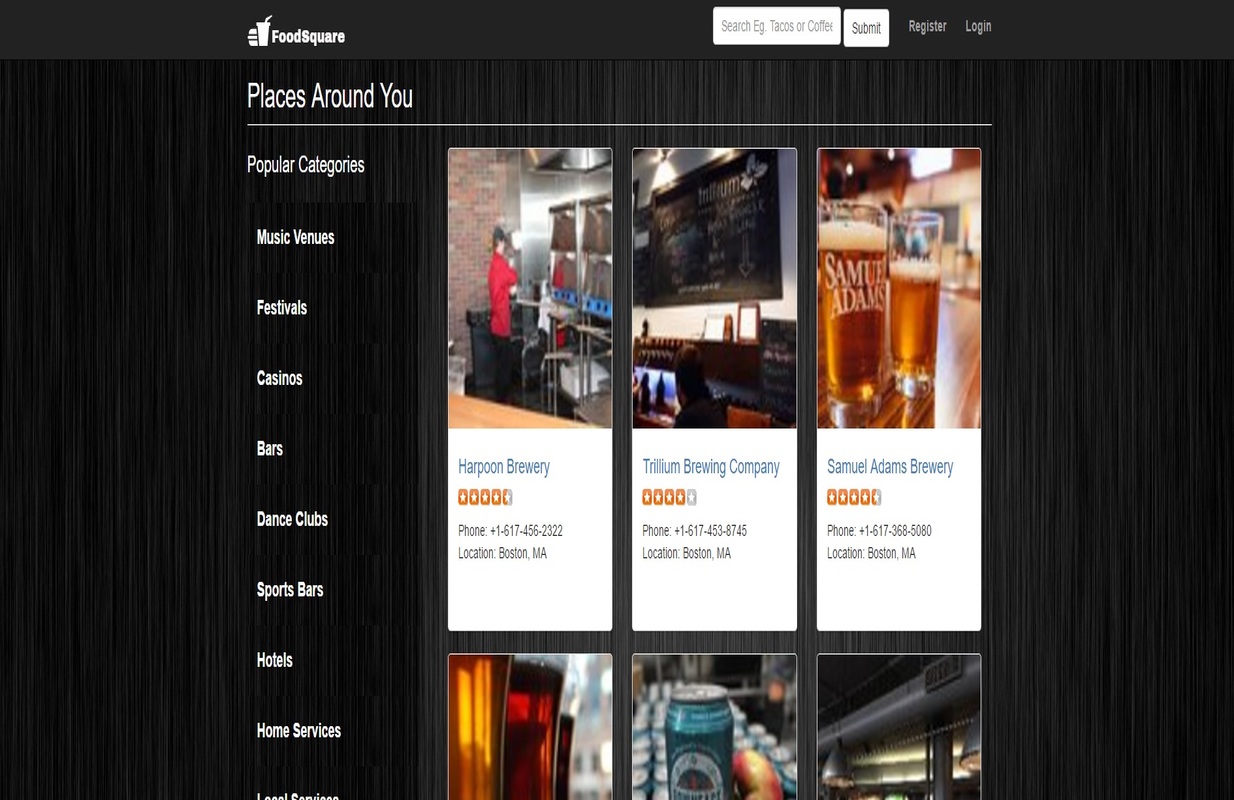 FoodSquare
Search Eg. Tacos or Coffee
Submit
Register
Login
Places Around You
Popular Categories
Music Venues
Festivals
Casinos
Bars
Dance Clubs
Sports Bars
Hotels
Home Services
Local Services
trillium
SAMUEL
ADAMS
Harpoon Brewery
Phone: +1-617-456-2322
Location: Boston, MA
Trillium Brewing Company
Phone: +1-617-453-8745
Location: Boston, MA
Samuel Adams Brewery
Phone: +1-617-368-5080
Location: Boston, MA